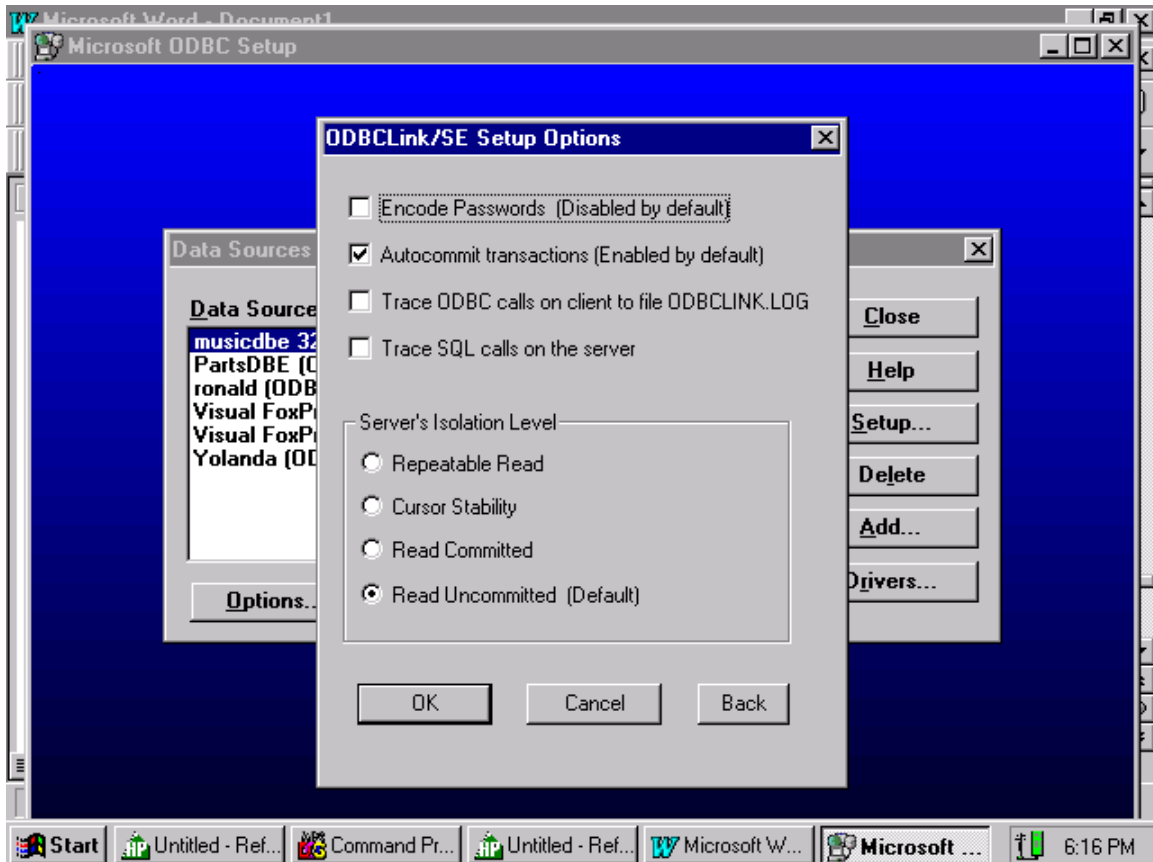 Microsoft Word - Document1
Microsoft ODBC Setup
ODBCLink/SE Setup Options
Encode Passwords (Disabled by default)
Autocommit transactions (Enabled by default)
Trace ODBC calls on client to file ODBCLINK.LOG
Trace SQL calls on the server
Server's Isolation Level
Repeatable Read
Cursor Stability
Read Committed
Read Uncommitted (Default)
OK
Cancel
Back
Data Sources
Data Source
musicdbe 32
PartsDBE (O
ronald (ODB
Visual FoxPr
Visual FoxPr
Yolanda (OD
Options..
Close
Help
Setup...
Delete
Add...
Drivers...
Start
Untitled - Ref...
Command Pr...
Untitled - Ref...
Microsoft W...
Microsoft ...
6:16 PM